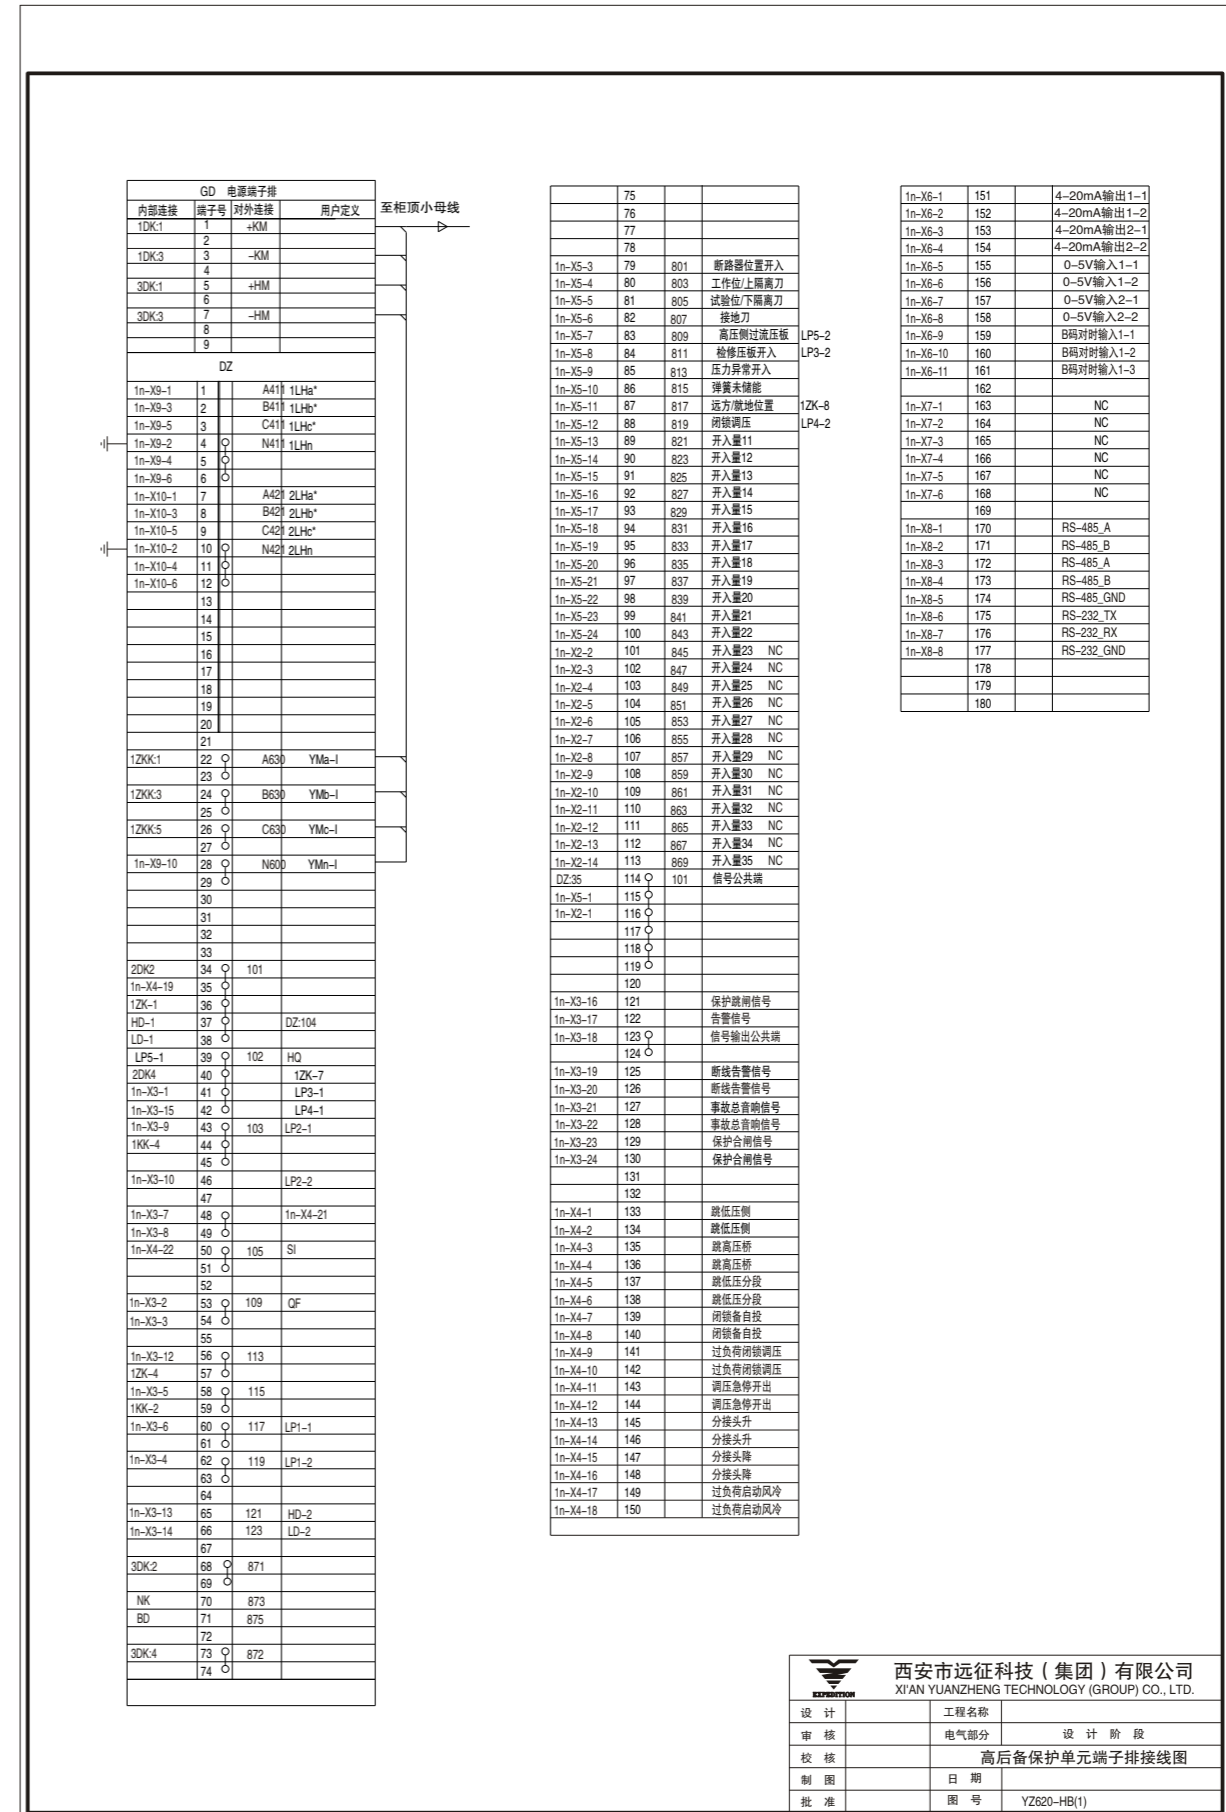 GD 电源端子排
内部连接 端子号 对外连接 用户定义
1DK:1 1 +KM
2
1DK:3 3 -KM
4
3DK:1 5 +HM
6
3DK:3 7 -HM
8
9
至柜顶小母线
DZ
1n-X9-1 1 A411 1LHa*
1n-X9-3 2 B411 1LHb*
1n-X9-5 3 C411 1LHc*
1n-X9-2 4 N411 1LHn
1n-X9-4 5
1n-X9-6 6
1n-X10-1 7 A421 2LHa*
1n-X10-3 8 B421 2LHb*
1n-X10-5 9 C421 2LHc*
1n-X10-2 10 N421 2LHn
1n-X10-4 11
1n-X10-6 12
13
14
15
16
17
18
19
20
21
1ZKK:1 22 A630 YMa-I
23
1ZKK:3 24 B630 YMb-I
25
1ZKK:5 26 C630 YMc-I
27
1n-X9-10 28 N600 YMn-I
29
30
31
32
33
2DK2 34 101
1n-X4-19 35
1ZK-1 36
HD-1 37 DZ:104
LD-1 38
LP5-1 39 102 HQ
2DK4 40 1ZK-7
1n-X3-1 41 LP3-1
1n-X3-15 42 LP4-1
1n-X3-9 43 103 LP2-1
1KK-4 44
45
1n-X3-10 46 LP2-2
47
1n-X3-7 48 1n-X4-21
1n-X3-8 49
1n-X4-22 50 105 SI
51
52
1n-X3-2 53 109 QF
1n-X3-3 54
55
1n-X3-12 56 113
1ZK-4 57
1n-X3-5 58 115
1KK-2 59
1n-X3-6 60 117 LP1-1
61
1n-X3-4 62 119 LP1-2
63
64
1n-X3-13 65 121 HD-2
1n-X3-14 66 123 LD-2
67
3DK:2 68 871
69
NK 70 873
BD 71 875
72
3DK:4 73 872
74
75
76
77
78
1n-X5-3 79 801 断路器位置开入
1n-X5-4 80 803 工作位/上隔离刀
1n-X5-5 81 805 试验位/下隔离刀
1n-X5-6 82 807 接地刀
1n-X5-7 83 809 高压侧过流压板 LP5-2
1n-X5-8 84 811 检修压板开入 LP3-2
1n-X5-9 85 813 压力异常开入
1n-X5-10 86 815 弹簧未储能
1n-X5-11 87 817 远方/就地位置 1ZK-8
1n-X5-12 88 819 闭锁调压 LP4-2
1n-X5-13 89 821 开入量11
1n-X5-14 90 823 开入量12
1n-X5-15 91 825 开入量13
1n-X5-16 92 827 开入量14
1n-X5-17 93 829 开入量15
1n-X5-18 94 831 开入量16
1n-X5-19 95 833 开入量17
1n-X5-20 96 835 开入量18
1n-X5-21 97 837 开入量19
1n-X5-22 98 839 开入量20
1n-X5-23 99 841 开入量21
1n-X5-24 100 843 开入量22
1n-X2-2 101 845 开入量23 NC
1n-X2-3 102 847 开入量24 NC
1n-X2-4 103 849 开入量25 NC
1n-X2-5 104 851 开入量26 NC
1n-X2-6 105 853 开入量27 NC
1n-X2-7 106 855 开入量28 NC
1n-X2-8 107 857 开入量29 NC
1n-X2-9 108 859 开入量30 NC
1n-X2-10 109 861 开入量31 NC
1n-X2-11 110 863 开入量32 NC
1n-X2-12 111 865 开入量33 NC
1n-X2-13 112 867 开入量34 NC
1n-X2-14 113 869 开入量35 NC
DZ:35 114 101 信号公共端
1n-X5-1 115
1n-X2-1 116
117
118
119
120
1n-X3-16 121 保护跳闸信号
1n-X3-17 122 告警信号
1n-X3-18 123 信号输出公共端
124
1n-X3-19 125 断线告警信号
1n-X3-20 126 断线告警信号
1n-X3-21 127 事故总音响信号
1n-X3-22 128 事故总音响信号
1n-X3-23 129 保护合闸信号
1n-X3-24 130 保护合闸信号
131
132
1n-X4-1 133 跳低压侧
1n-X4-2 134 跳低压侧
1n-X4-3 135 跳高压桥
1n-X4-4 136 跳高压桥
1n-X4-5 137 跳低压分段
1n-X4-6 138 跳低压分段
1n-X4-7 139 闭锁备自投
1n-X4-8 140 闭锁备自投
1n-X4-9 141 过负荷闭锁调压
1n-X4-10 142 过负荷闭锁调压
1n-X4-11 143 调压急停开出
1n-X4-12 144 调压急停开出
1n-X4-13 145 分接头升
1n-X4-14 146 分接头升
1n-X4-15 147 分接头降
1n-X4-16 148 分接头降
1n-X4-17 149 过负荷启动风冷
1n-X4-18 150 过负荷启动风冷
1n-X6-1 151 4-20mA输出1-1
1n-X6-2 152 4-20mA输出1-2
1n-X6-3 153 4-20mA输出2-1
1n-X6-4 154 4-20mA输出2-2
1n-X6-5 155 0-5V输入1-1
1n-X6-6 156 0-5V输入1-2
1n-X6-7 157 0-5V输入2-1
1n-X6-8 158 0-5V输入2-2
1n-X6-9 159 B码对时输入1-1
1n-X6-10 160 B码对时输入1-2
1n-X6-11 161 B码对时输入1-3
162
1n-X7-1 163 NC
1n-X7-2 164 NC
1n-X7-3 165 NC
1n-X7-4 166 NC
1n-X7-5 167 NC
1n-X7-6 168 NC
169
1n-X8-1 170 RS-485_A
1n-X8-2 171 RS-485_B
1n-X8-3 172 RS-485_A
1n-X8-4 173 RS-485_B
1n-X8-5 174 RS-485_GND
1n-X8-6 175 RS-232_TX
1n-X8-7 176 RS-232_RX
1n-X8-8 177 RS-232_GND
178
179
180
EXPEDITION
西安市远征科技(集团)有限公司
XI'AN YUANZHENG TECHNOLOGY (GROUP) CO., LTD.
设 计 工程名称
审 核 电气部分 设 计 阶 段
校 核 高后备保护单元端子排接线图
制 图 日 期
批 准 图 号 YZ620-HB(1)